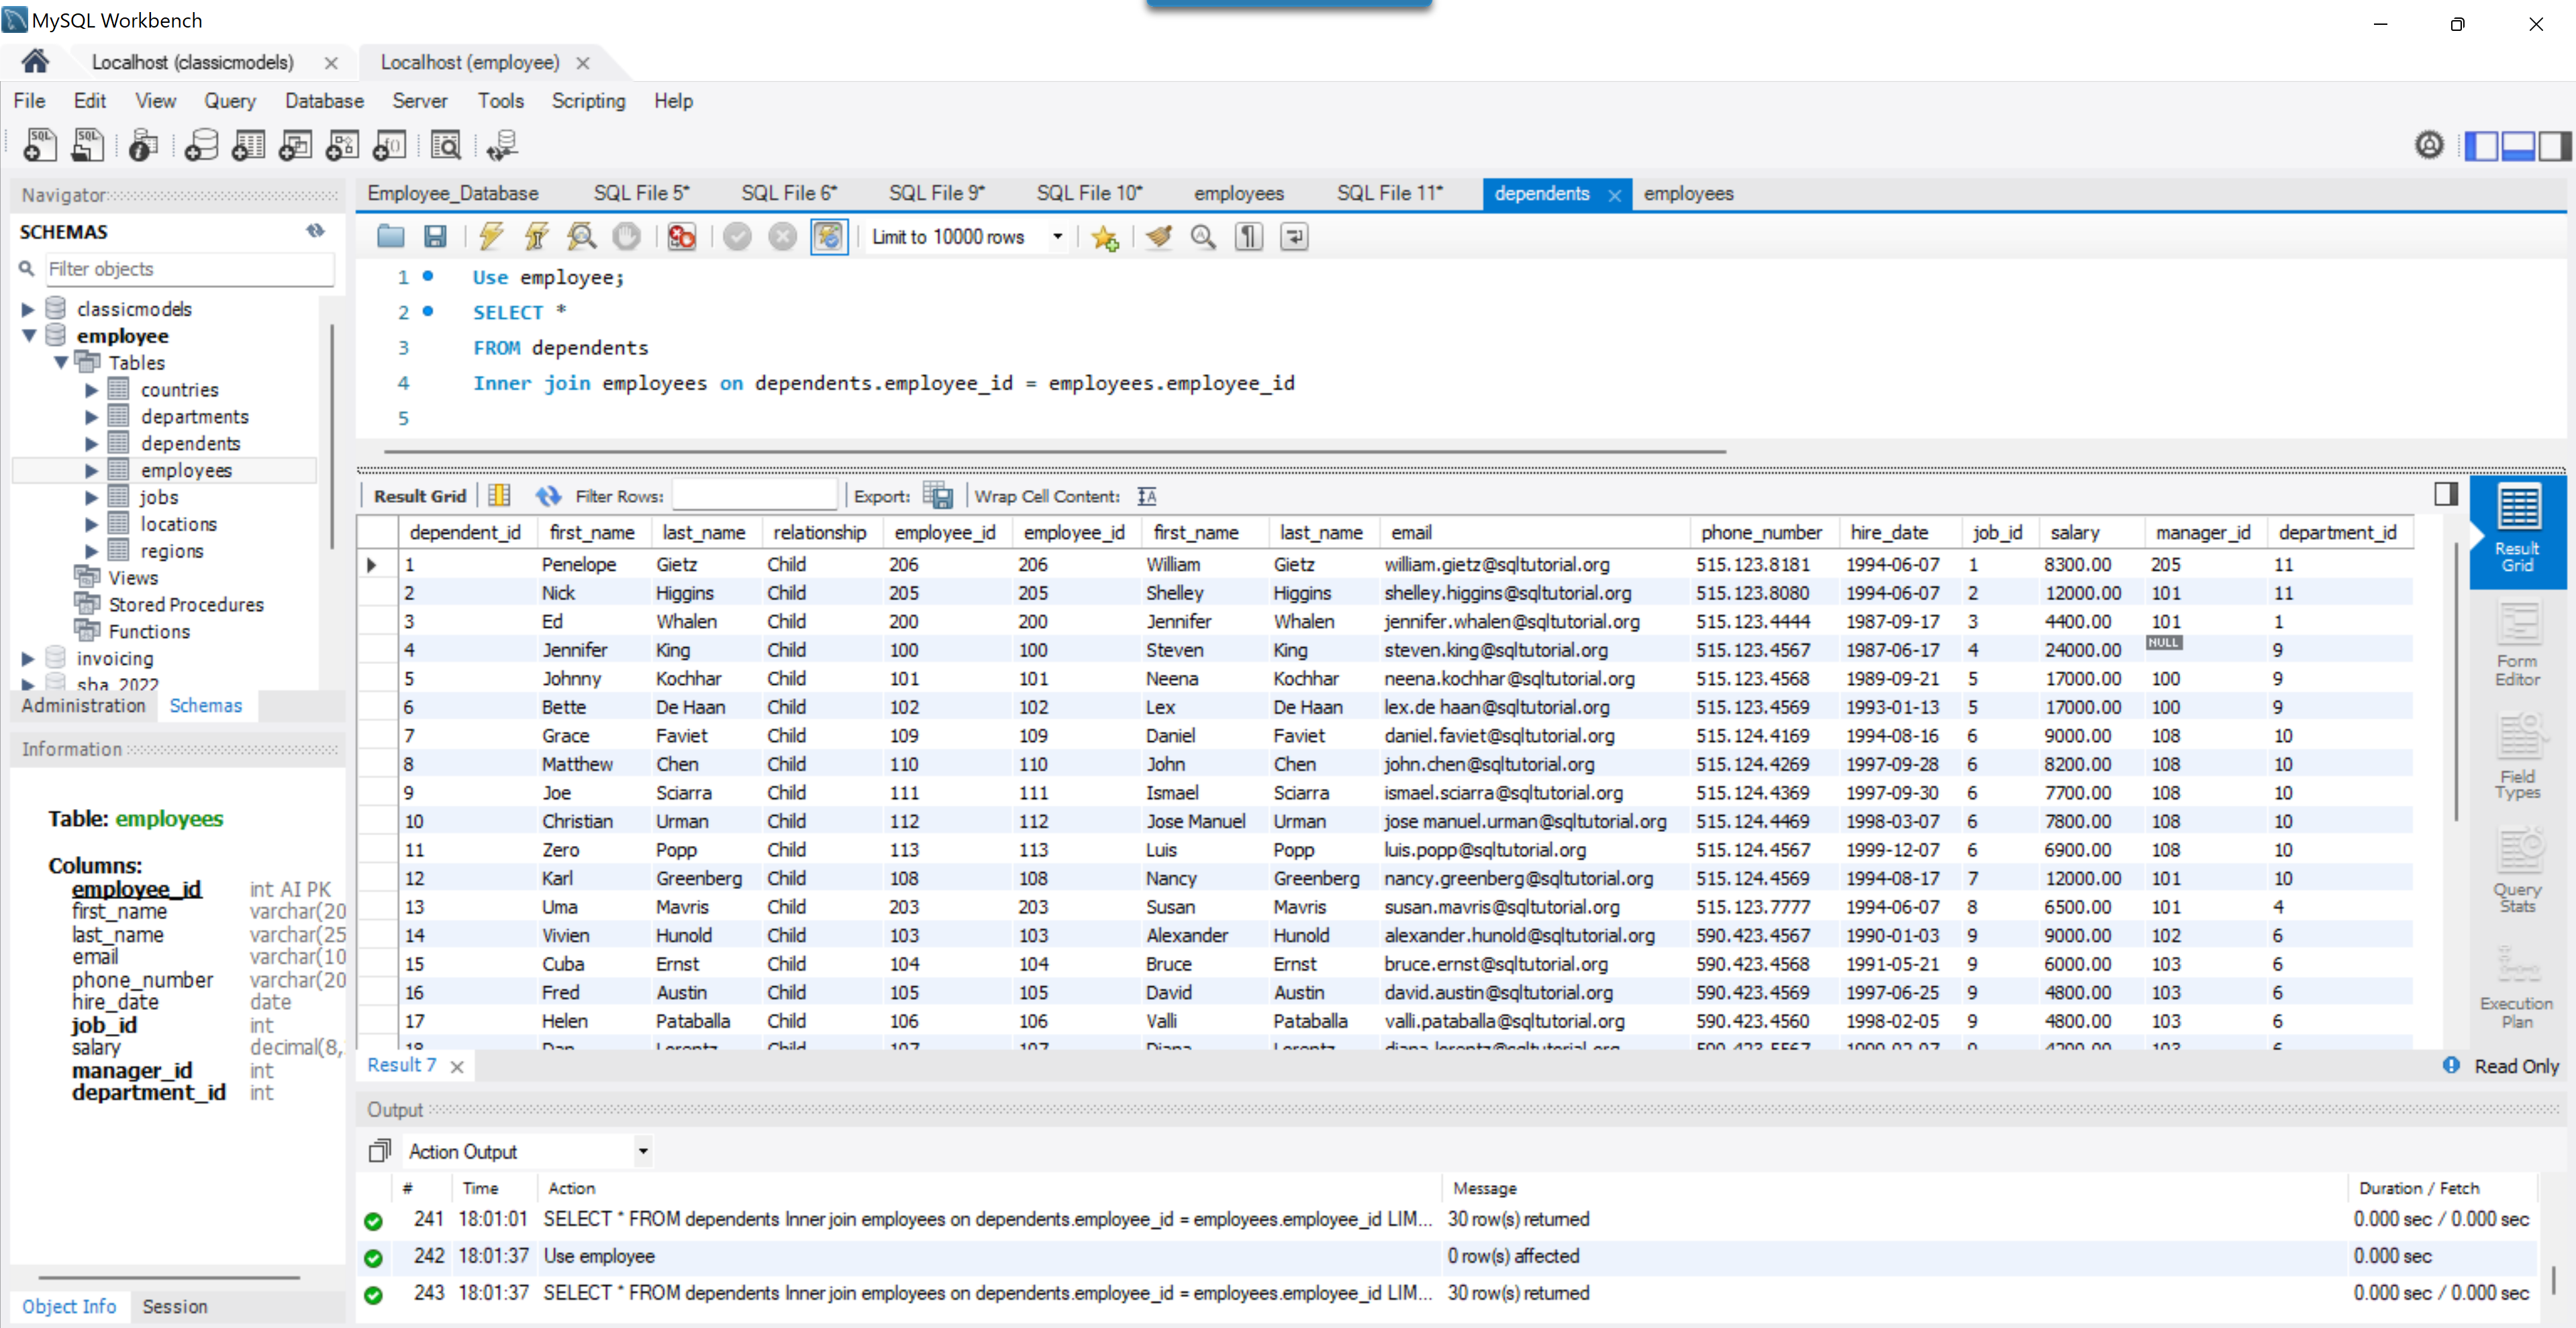 MySQL Workbench
Localhost (classicmodels)
Localhost (employee)
File Edit View Query Database Server Tools Scripting Help
Navigator
SCHEMAS
Filter objects
classicmodels
employee
Tables
countries
departments
dependents
employees
jobs
locations
regions
Views
Stored Procedures
Functions
invoicing
sba_2022
Administration Schemas
Information
Table: employees
Columns:
employee_id int AI PK
first_name varchar(20
last_name varchar(25
email varchar(10
phone_number varchar(20
hire_date date
job_id int
salary decimal(8,
manager_id int
department_id int
Object Info Session
Employee_Database SQL File 5* SQL File 6* SQL File 9* SQL File 10* employees SQL File 11* dependents employees
Limit to 10000 rows
1 Use employee;
2 SELECT *
3 FROM dependents
4 Inner join employees on dependents.employee_id = employees.employee_id
5
Result Grid Filter Rows: Export: Wrap Cell Content:
dependent_id first_name last_name relationship employee_id employee_id first_name last_name email phone_number hire_date job_id salary manager_id department_id
1 Penelope Gietz Child 206 206 William Gietz william.gietz@sqltutorial.org 515.123.8181 1994-06-07 1 8300.00 205 11
2 Nick Higgins Child 205 205 Shelley Higgins shelley.higgins@sqltutorial.org 515.123.8080 1994-06-07 2 12000.00 101 11
3 Ed Whalen Child 200 200 Jennifer Whalen jennifer.whalen@sqltutorial.org 515.123.4444 1987-09-17 3 4400.00 101 1
4 Jennifer King Child 100 100 Steven King steven.king@sqltutorial.org 515.123.4567 1987-06-17 4 24000.00 NULL 9
5 Johnny Kochhar Child 101 101 Neena Kochhar neena.kochhar@sqltutorial.org 515.123.4568 1989-09-21 5 17000.00 100 9
6 Bette De Haan Child 102 102 Lex De Haan lex.de haan@sqltutorial.org 515.123.4569 1993-01-13 5 17000.00 100 9
7 Grace Faviet Child 109 109 Daniel Faviet daniel.faviet@sqltutorial.org 515.124.4169 1994-08-16 6 9000.00 108 10
8 Matthew Chen Child 110 110 John Chen john.chen@sqltutorial.org 515.124.4269 1997-09-28 6 8200.00 108 10
9 Joe Sciarra Child 111 111 Ismael Sciarra ismael.sciarra@sqltutorial.org 515.124.4369 1997-09-30 6 7700.00 108 10
10 Christian Urman Child 112 112 Jose Manuel Urman jose manuel.urman@sqltutorial.org 515.124.4469 1998-03-07 6 7800.00 108 10
11 Zero Popp Child 113 113 Luis Popp luis.popp@sqltutorial.org 515.124.4567 1999-12-07 6 6900.00 108 10
12 Karl Greenberg Child 108 108 Nancy Greenberg nancy.greenberg@sqltutorial.org 515.124.4569 1994-08-17 7 12000.00 101 10
13 Uma Mavris Child 203 203 Susan Mavris susan.mavris@sqltutorial.org 515.123.7777 1994-06-07 8 6500.00 101 4
14 Vivien Hunold Child 103 103 Alexander Hunold alexander.hunold@sqltutorial.org 590.423.4567 1990-01-03 9 9000.00 102 6
15 Cuba Ernst Child 104 104 Bruce Ernst bruce.ernst@sqltutorial.org 590.423.4568 1991-05-21 9 6000.00 103 6
16 Fred Austin Child 105 105 David Austin david.austin@sqltutorial.org 590.423.4569 1997-06-25 9 4800.00 103 6
17 Helen Pataballa Child 106 106 Valli Pataballa valli.pataballa@sqltutorial.org 590.423.4560 1998-02-05 9 4800.00 103 6
18 Dan Lorentz Child 107 107 Diana Lorentz diana.lorentz@sqltutorial.org 590.423.5567 1999-02-07 9 4200.00 103 6
Result Grid
Form Editor
Field Types
Query Stats
Execution Plan
Result 7
Read Only
Output
Action Output
# Time Action Message Duration / Fetch
241 18:01:01 SELECT * FROM dependents Inner join employees on dependents.employee_id = employees.employee_id LIM... 30 row(s) returned 0.000 sec / 0.000 sec
242 18:01:37 Use employee 0 row(s) affected 0.000 sec
243 18:01:37 SELECT * FROM dependents Inner join employees on dependents.employee_id = employees.employee_id LIM... 30 row(s) returned 0.000 sec / 0.000 sec